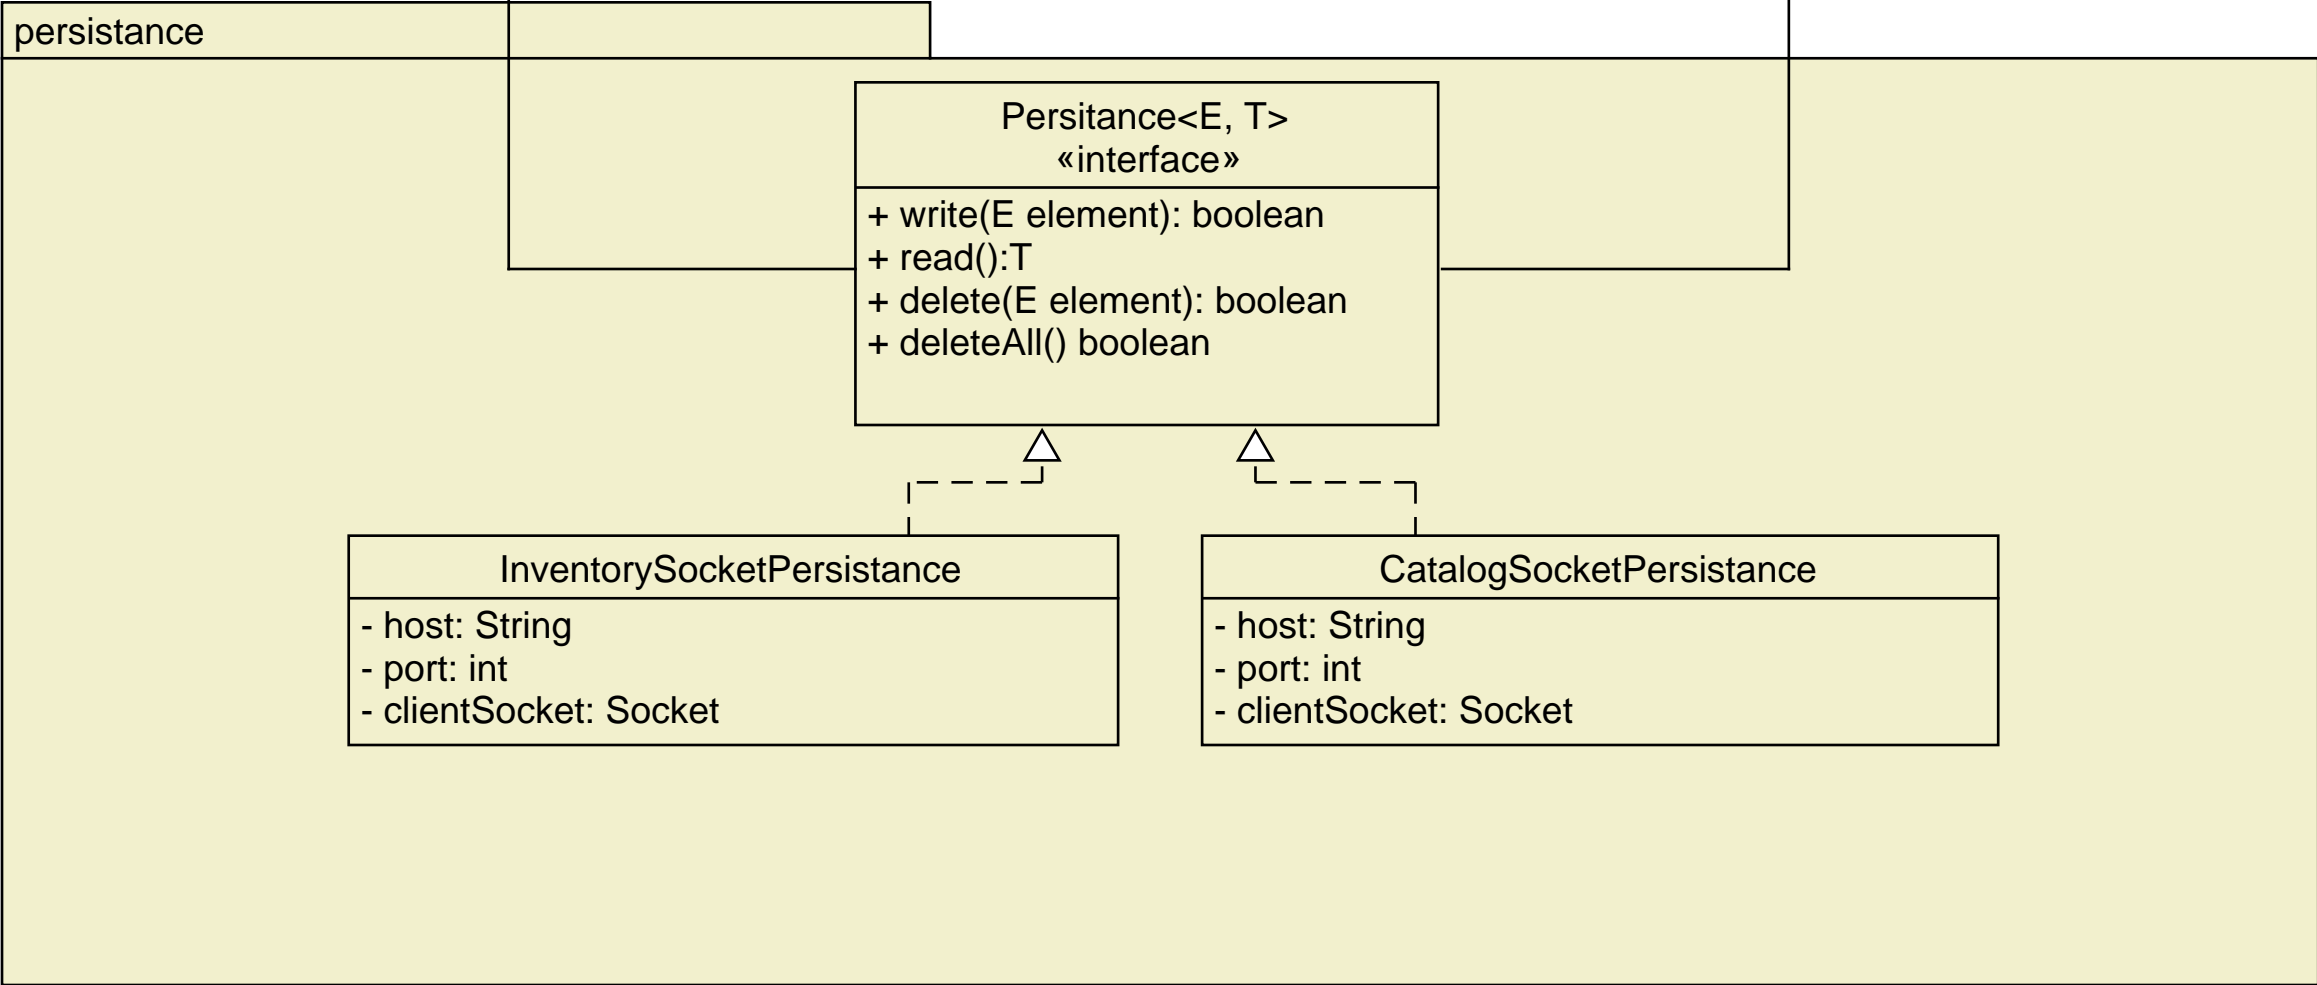 persistance
Persitance<E, T>
«interface»
+ write(E element): boolean
+ read():T
+ delete(E element): boolean
+ deleteAll() boolean
InventorySocketPersistance
- host: String
- port: int
- clientSocket: Socket
CatalogSocketPersistance
- host: String
- port: int
- clientSocket: Socket